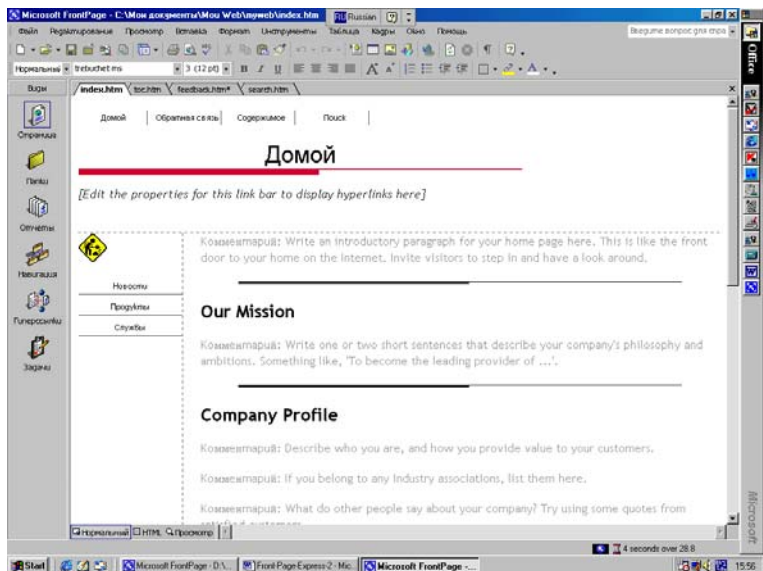 Microsoft FrontPage - C:\Мои документы\Мои Web\myweb\index.htm
RU Russian
Файл Редактирование Просмотр Вставка Формат Инструменты Таблица Кадры Окно Помощь
Введите вопрос для спра
Нормальный trebuchet ms 3 (12 pt)
Виды
index.htm toc.htm feedback.htm* search.htm
Страница
Папки
Отчеты
Навигация
Гиперссылки
Задачи
Домой Обратная связь Содержимое Поиск
Домой
[Edit the properties for this link bar to display hyperlinks here]
Новости
Продукты
Службы
Комментарий: Write an introductory paragraph for your home page here. This is like the front
door to your home on the Internet. Invite visitors to step in and have a look around.
Our Mission
Комментарий: Write one or two short sentences that describe your company's philosophy and
ambitions. Something like, 'To become the leading provider of ...'.
Company Profile
Комментарий: Describe who you are, and how you provide value to your customers.
Комментарий: If you belong to any industry associations, list them here.
Комментарий: What do other people say about your company? Try using some quotes from
Нормальный HTML Просмотр
4 seconds over 28.8
Start Microsoft FrontPage - D:\... Front-Page-Express-2 - Mic... Microsoft FrontPage -...
15:56
Office
Microsoft